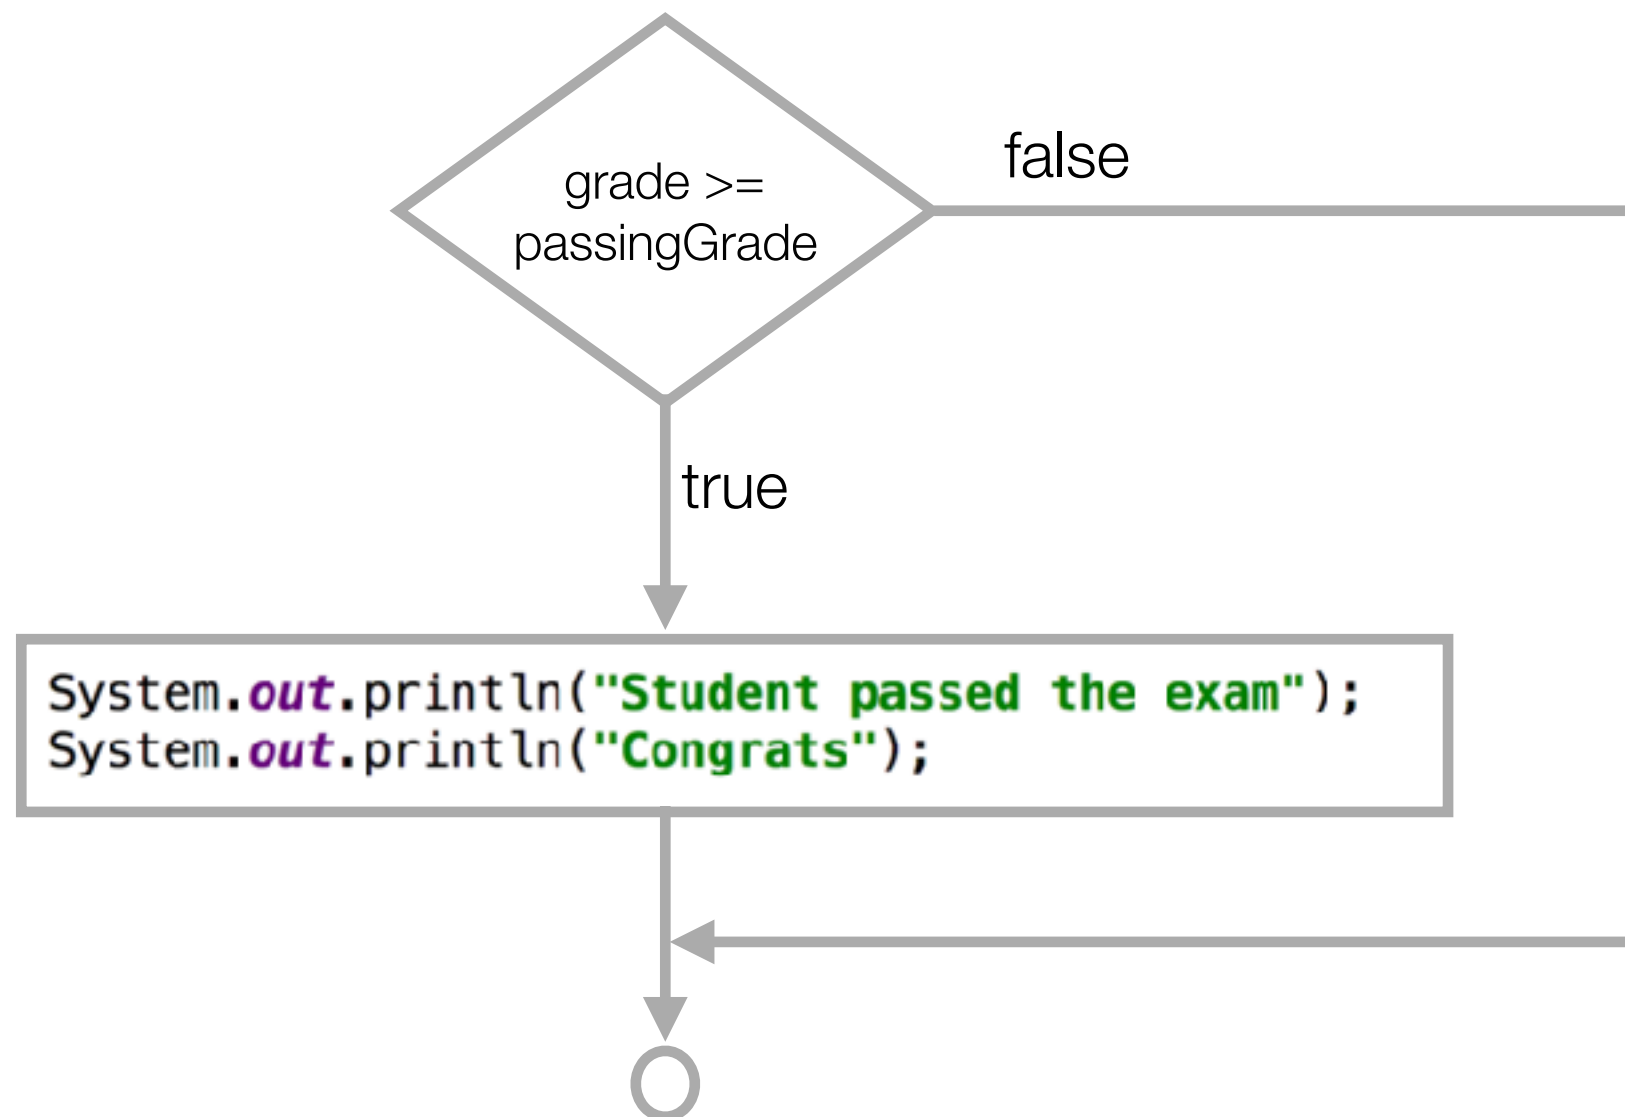 grade >=
passingGrade
false
true
System.out.println("Student passed the exam");
System.out.println("Congrats");